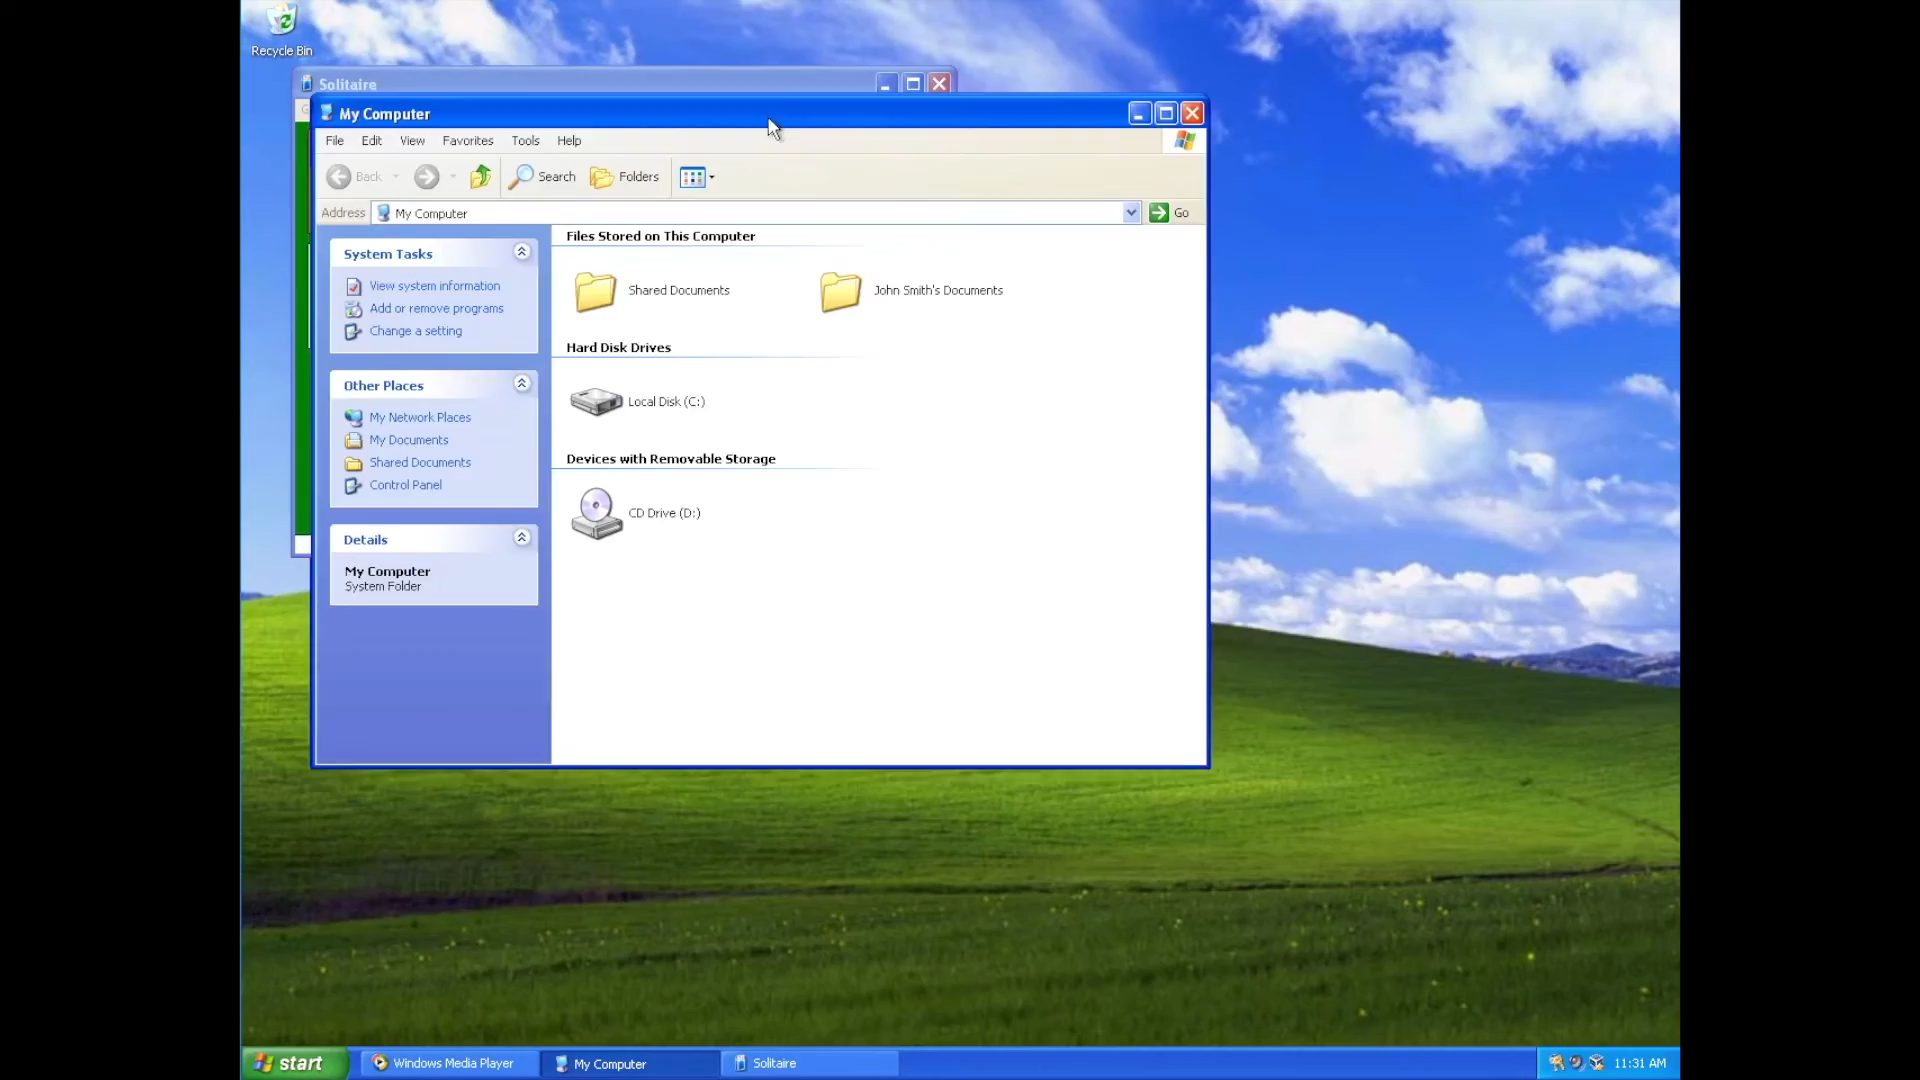 Recycle Bin
Solitaire
My Computer
File Edit View Favorites Tools Help
Back Search Folders
Address My Computer Go
System Tasks
View system information
Add or remove programs
Change a setting
Other Places
My Network Places
My Documents
Shared Documents
Control Panel
Details
My Computer
System Folder
Files Stored on This Computer
Shared Documents John Smith's Documents
Hard Disk Drives
Local Disk (C:)
Devices with Removable Storage
CD Drive (D:)
start Windows Media Player My Computer Solitaire 11:31 AM